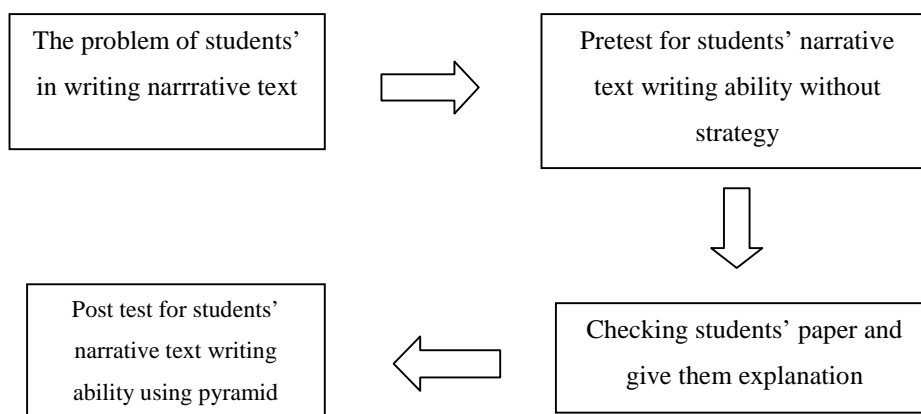 The problem of students’
in writing narrrative text
Pretest for students’ narrative
text writing ability without
strategy
Checking students’ paper and
give them explanation
Post test for students’
narrative text writing
ability using pyramid